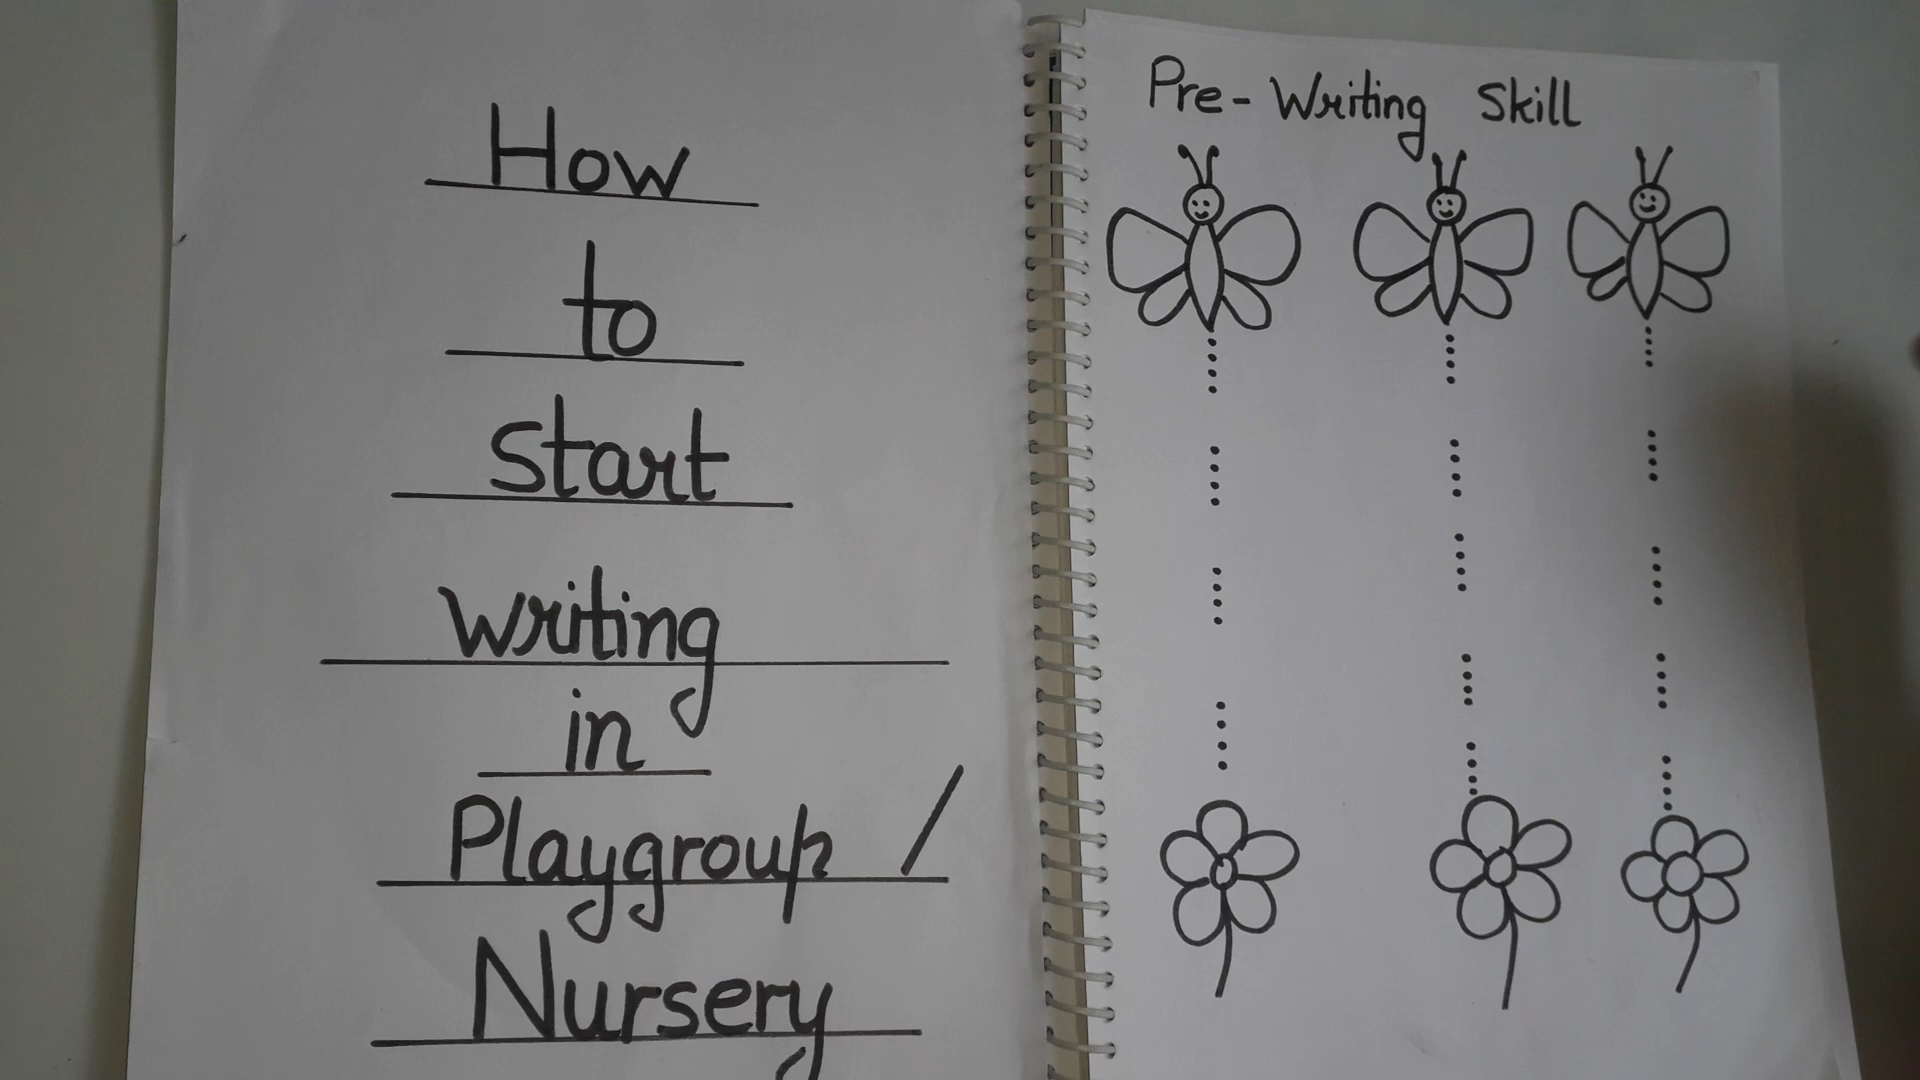 How
to
Start
writing
in
Playgroup /
Nursery
Pre-Writing Skill